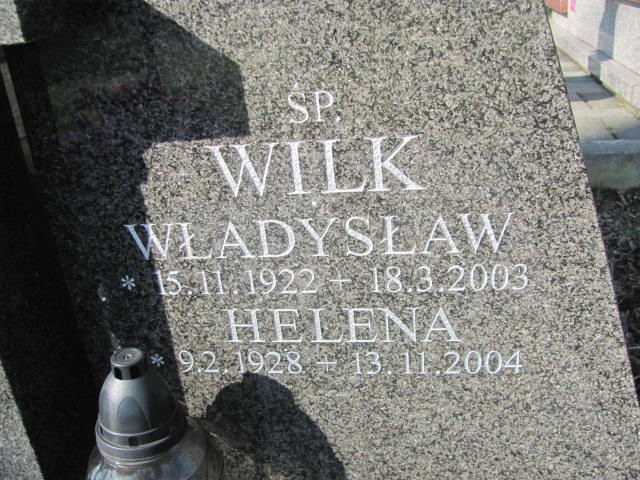 ŚP.
WILK
WŁADYSŁAW
* 15.11.1922 + 18.3.2003
HELENA
* 9.2.1928 + 13.11.2004